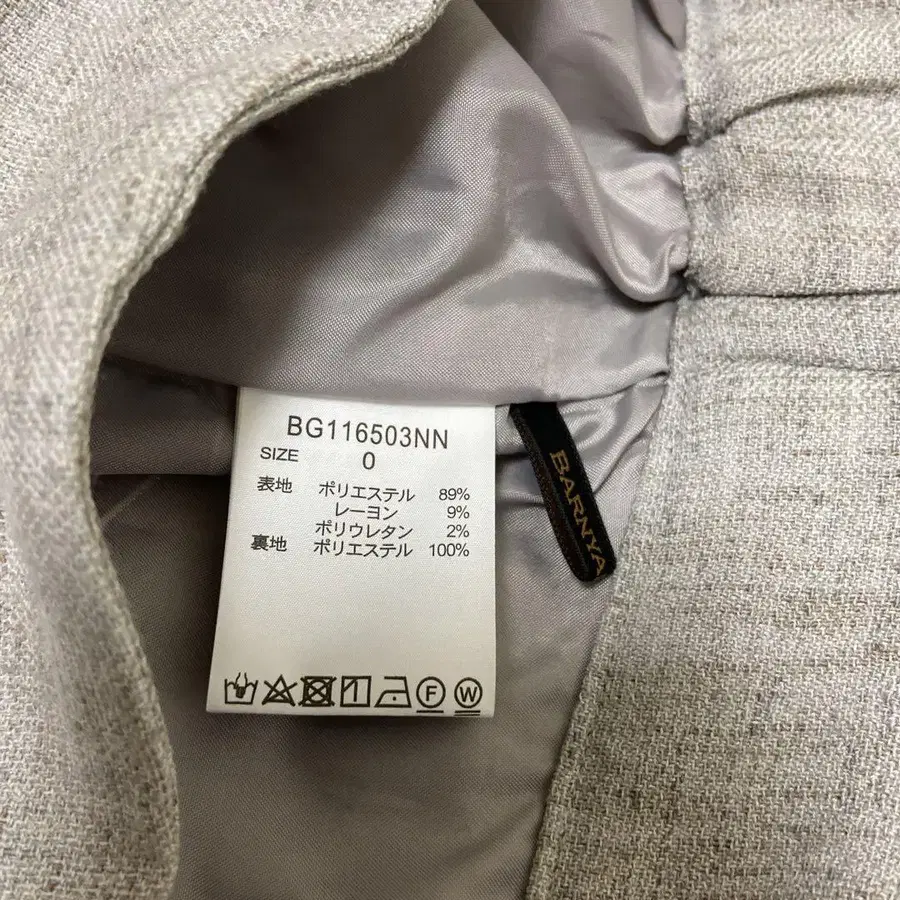 BG116503NN
SIZE 0
表地 ポリエステル 89%
レーヨン 9%
ポリウレタン 2%
裏地 ポリエステル 100%
F W
BARNYA